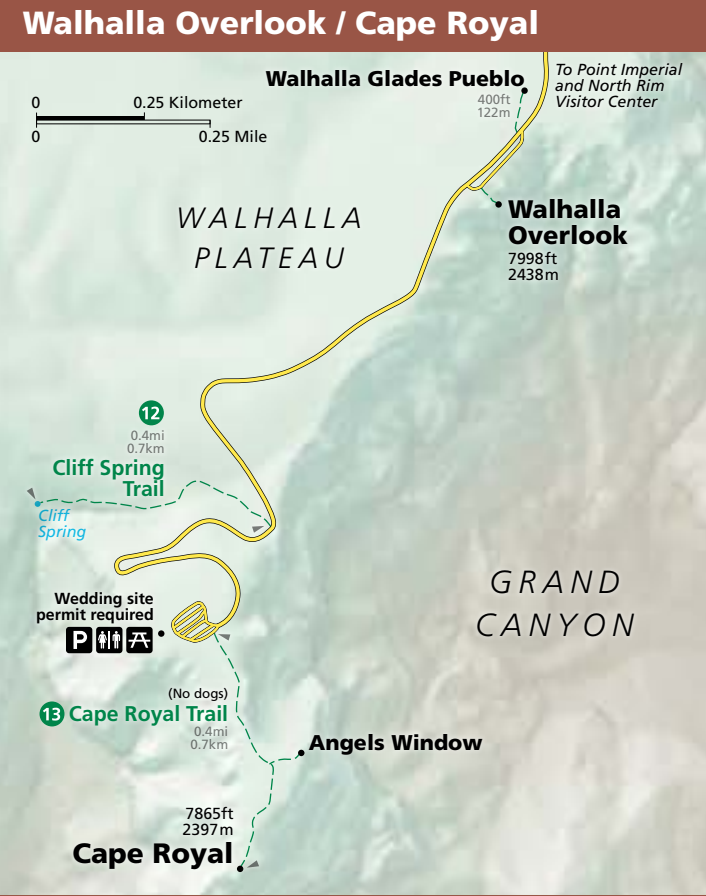 Walhalla Overlook / Cape Royal
Walhalla Glades Pueblo
To Point Imperial
and North Rim
Visitor Center
0
0.25 Kilometer
0
0.25 Mile
400ft
122m
WALHALLA
PLATEAU
Walhalla
Overlook
7998ft
2438m
12
0.4mi
0.7km
Cliff Spring
Trail
Cliff
Spring
GRAND
CANYON
Wedding site
permit required
P
(No dogs)
13 Cape Royal Trail
0.4mi
0.7km
Angels Window
7865ft
2397m
Cape Royal